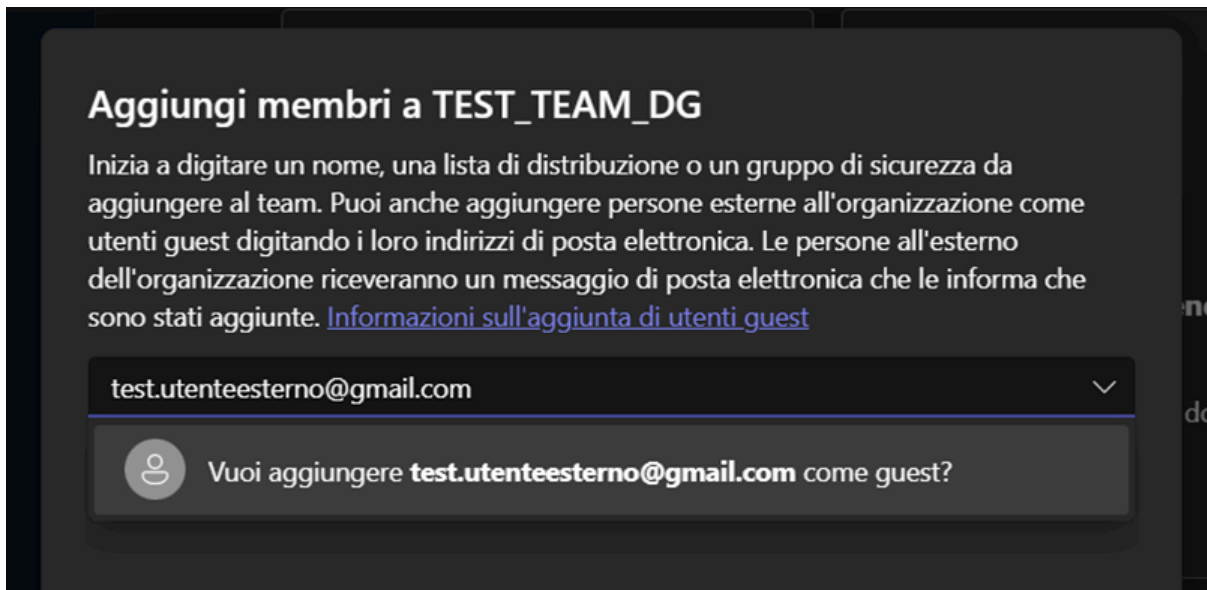 Aggiungi membri a TEST_TEAM_DG
Inizia a digitare un nome, una lista di distribuzione o un gruppo di sicurezza da
aggiungere al team. Puoi anche aggiungere persone esterne all'organizzazione come
utenti guest digitando i loro indirizzi di posta elettronica. Le persone all'esterno
dell'organizzazione riceveranno un messaggio di posta elettronica che le informa che
sono stati aggiunte. Informazioni sull'aggiunta di utenti guest
test.utenteesterno@gmail.com
Vuoi aggiungere test.utenteesterno@gmail.com come guest?